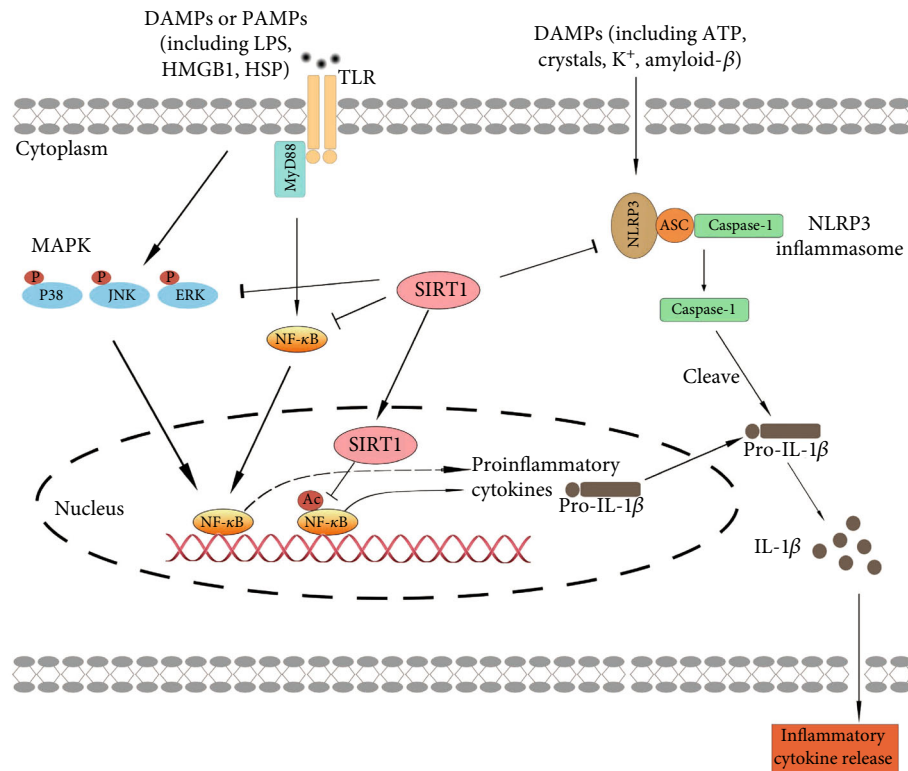 DAMPs or PAMPs
(including LPS,
HMGB1, HSP)
TLR
DAMPs (including ATP,
crystals, K⁺, amyloid-β)
Cytoplasm
MyD88
NLRP3
ASC
Caspase-1
NLRP3
inflammasome
MAPK
P
P
P
P38
JNK
ERK
SIRT1
Caspase-1
NF-κB
Cleave
SIRT1
Pro-IL-1β
Proinflammatory
cytokines
Pro-IL-1β
Nucleus
Ac
NF-κB
NF-κB
IL-1β
Inflammatory
cytokine release